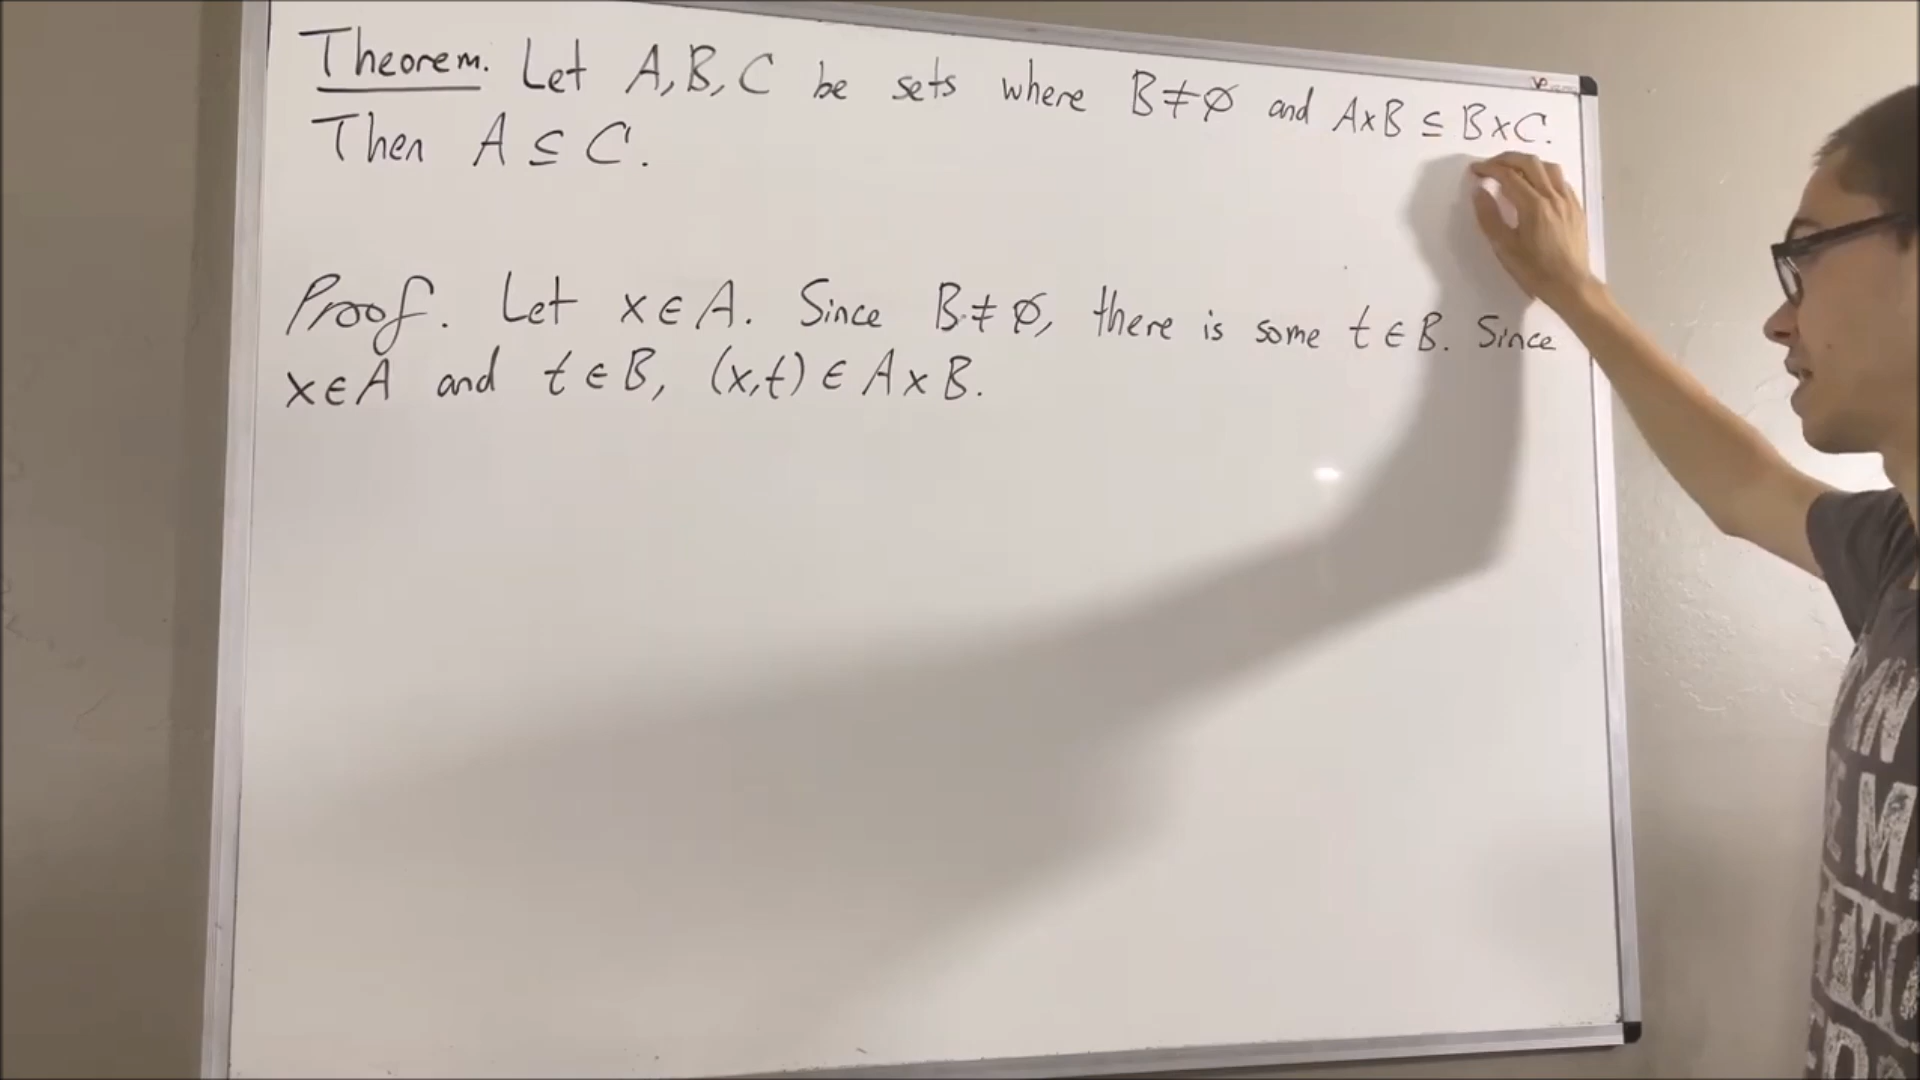 Theorem. Let A, B, C be sets where B ≠ ∅ and A×B ⊆ B×C.
Then A ⊆ C.
Proof. Let x ∈ A. Since B ≠ ∅, there is some t ∈ B. Since
x ∈ A and t ∈ B, (x,t) ∈ A × B.